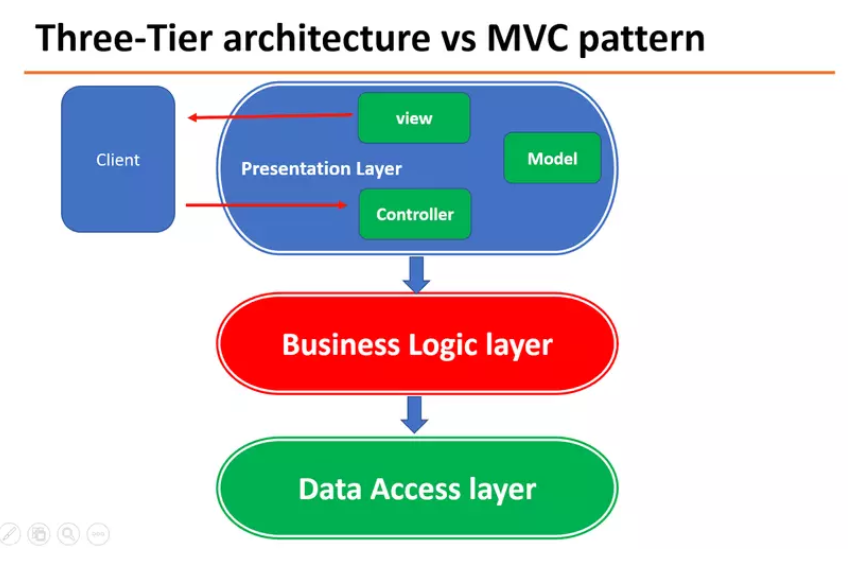 Three-Tier architecture vs MVC pattern
Client
view
Presentation Layer
Model
Controller
Business Logic layer
Data Access layer